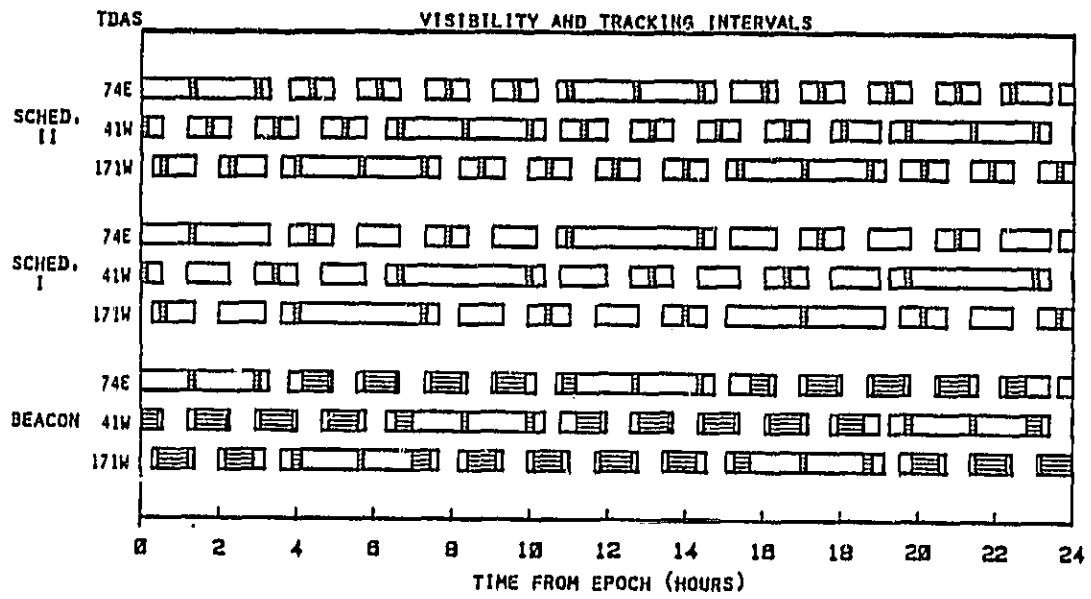 TDAS VISIBILITY AND TRACKING INTERVALS
74E
SCHED. II 41W
171W
74E
SCHED. I 41W
171W
74E
BEACON 41W
171W
0 2 4 6 8 10 12 14 16 18 20 22 24
TIME FROM EPOCH (HOURS)